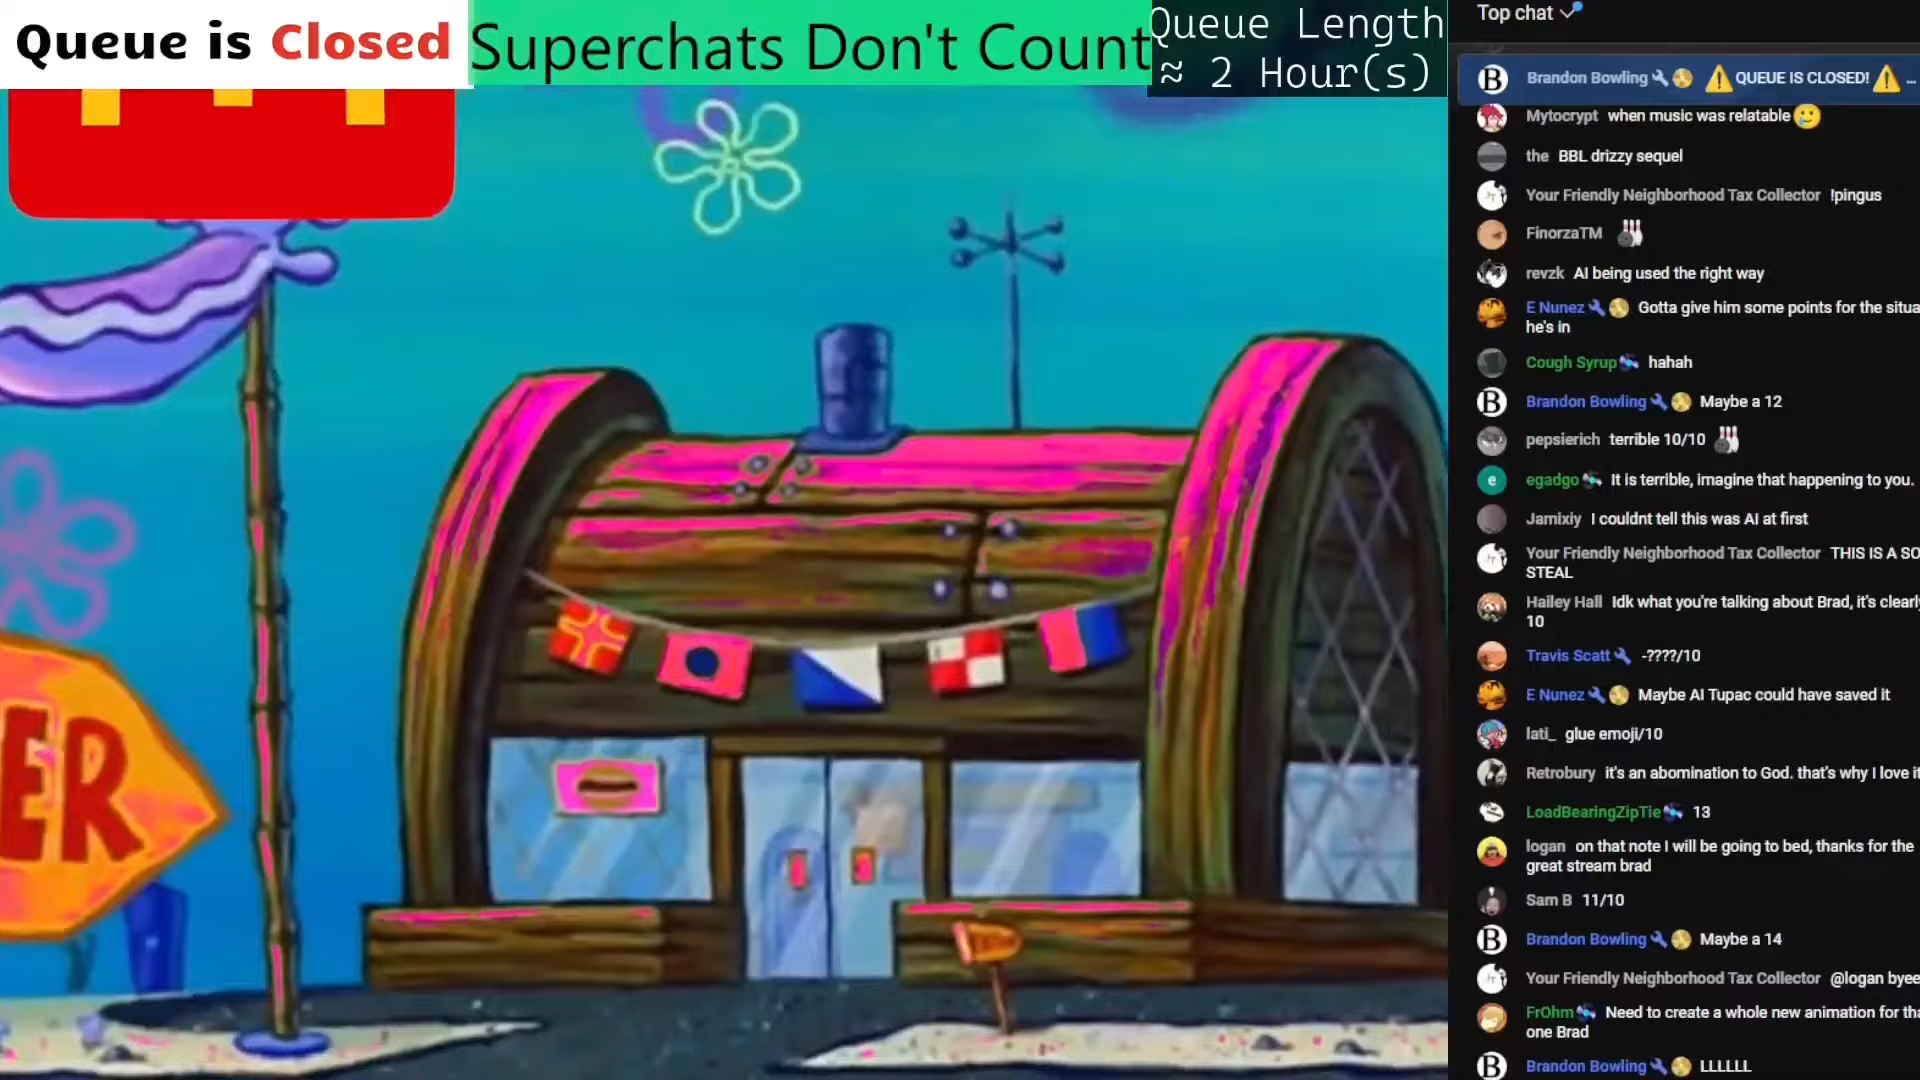 Queue is Closed
Superchats Don't Count
Queue Length
≈ 2 Hour(s)
ER
Top chat
B Brandon Bowling QUEUE IS CLOSED! ...
Mytocrypt when music was relatable
the BBL drizzy sequel
Your Friendly Neighborhood Tax Collector !pingus
FinorzaTM
revzk AI being used the right way
E Nunez Gotta give him some points for the situa
he's in
Cough Syrup hahah
B Brandon Bowling Maybe a 12
pepsierich terrible 10/10
e egadgo It is terrible, imagine that happening to you.
Jamixiy I couldnt tell this was AI at first
Your Friendly Neighborhood Tax Collector THIS IS A SO
STEAL
Hailey Hall Idk what you're talking about Brad, it's clearly
10
Travis Scatt -????/10
E Nunez Maybe AI Tupac could have saved it
lati_ glue emoji/10
Retrobury it's an abomination to God. that's why I love it
LoadBearingZipTie 13
logan on that note I will be going to bed, thanks for the
great stream brad
Sam B 11/10
B Brandon Bowling Maybe a 14
Your Friendly Neighborhood Tax Collector @logan byee
FrOhm Need to create a whole new animation for tha
one Brad
B Brandon Bowling LLLLLL